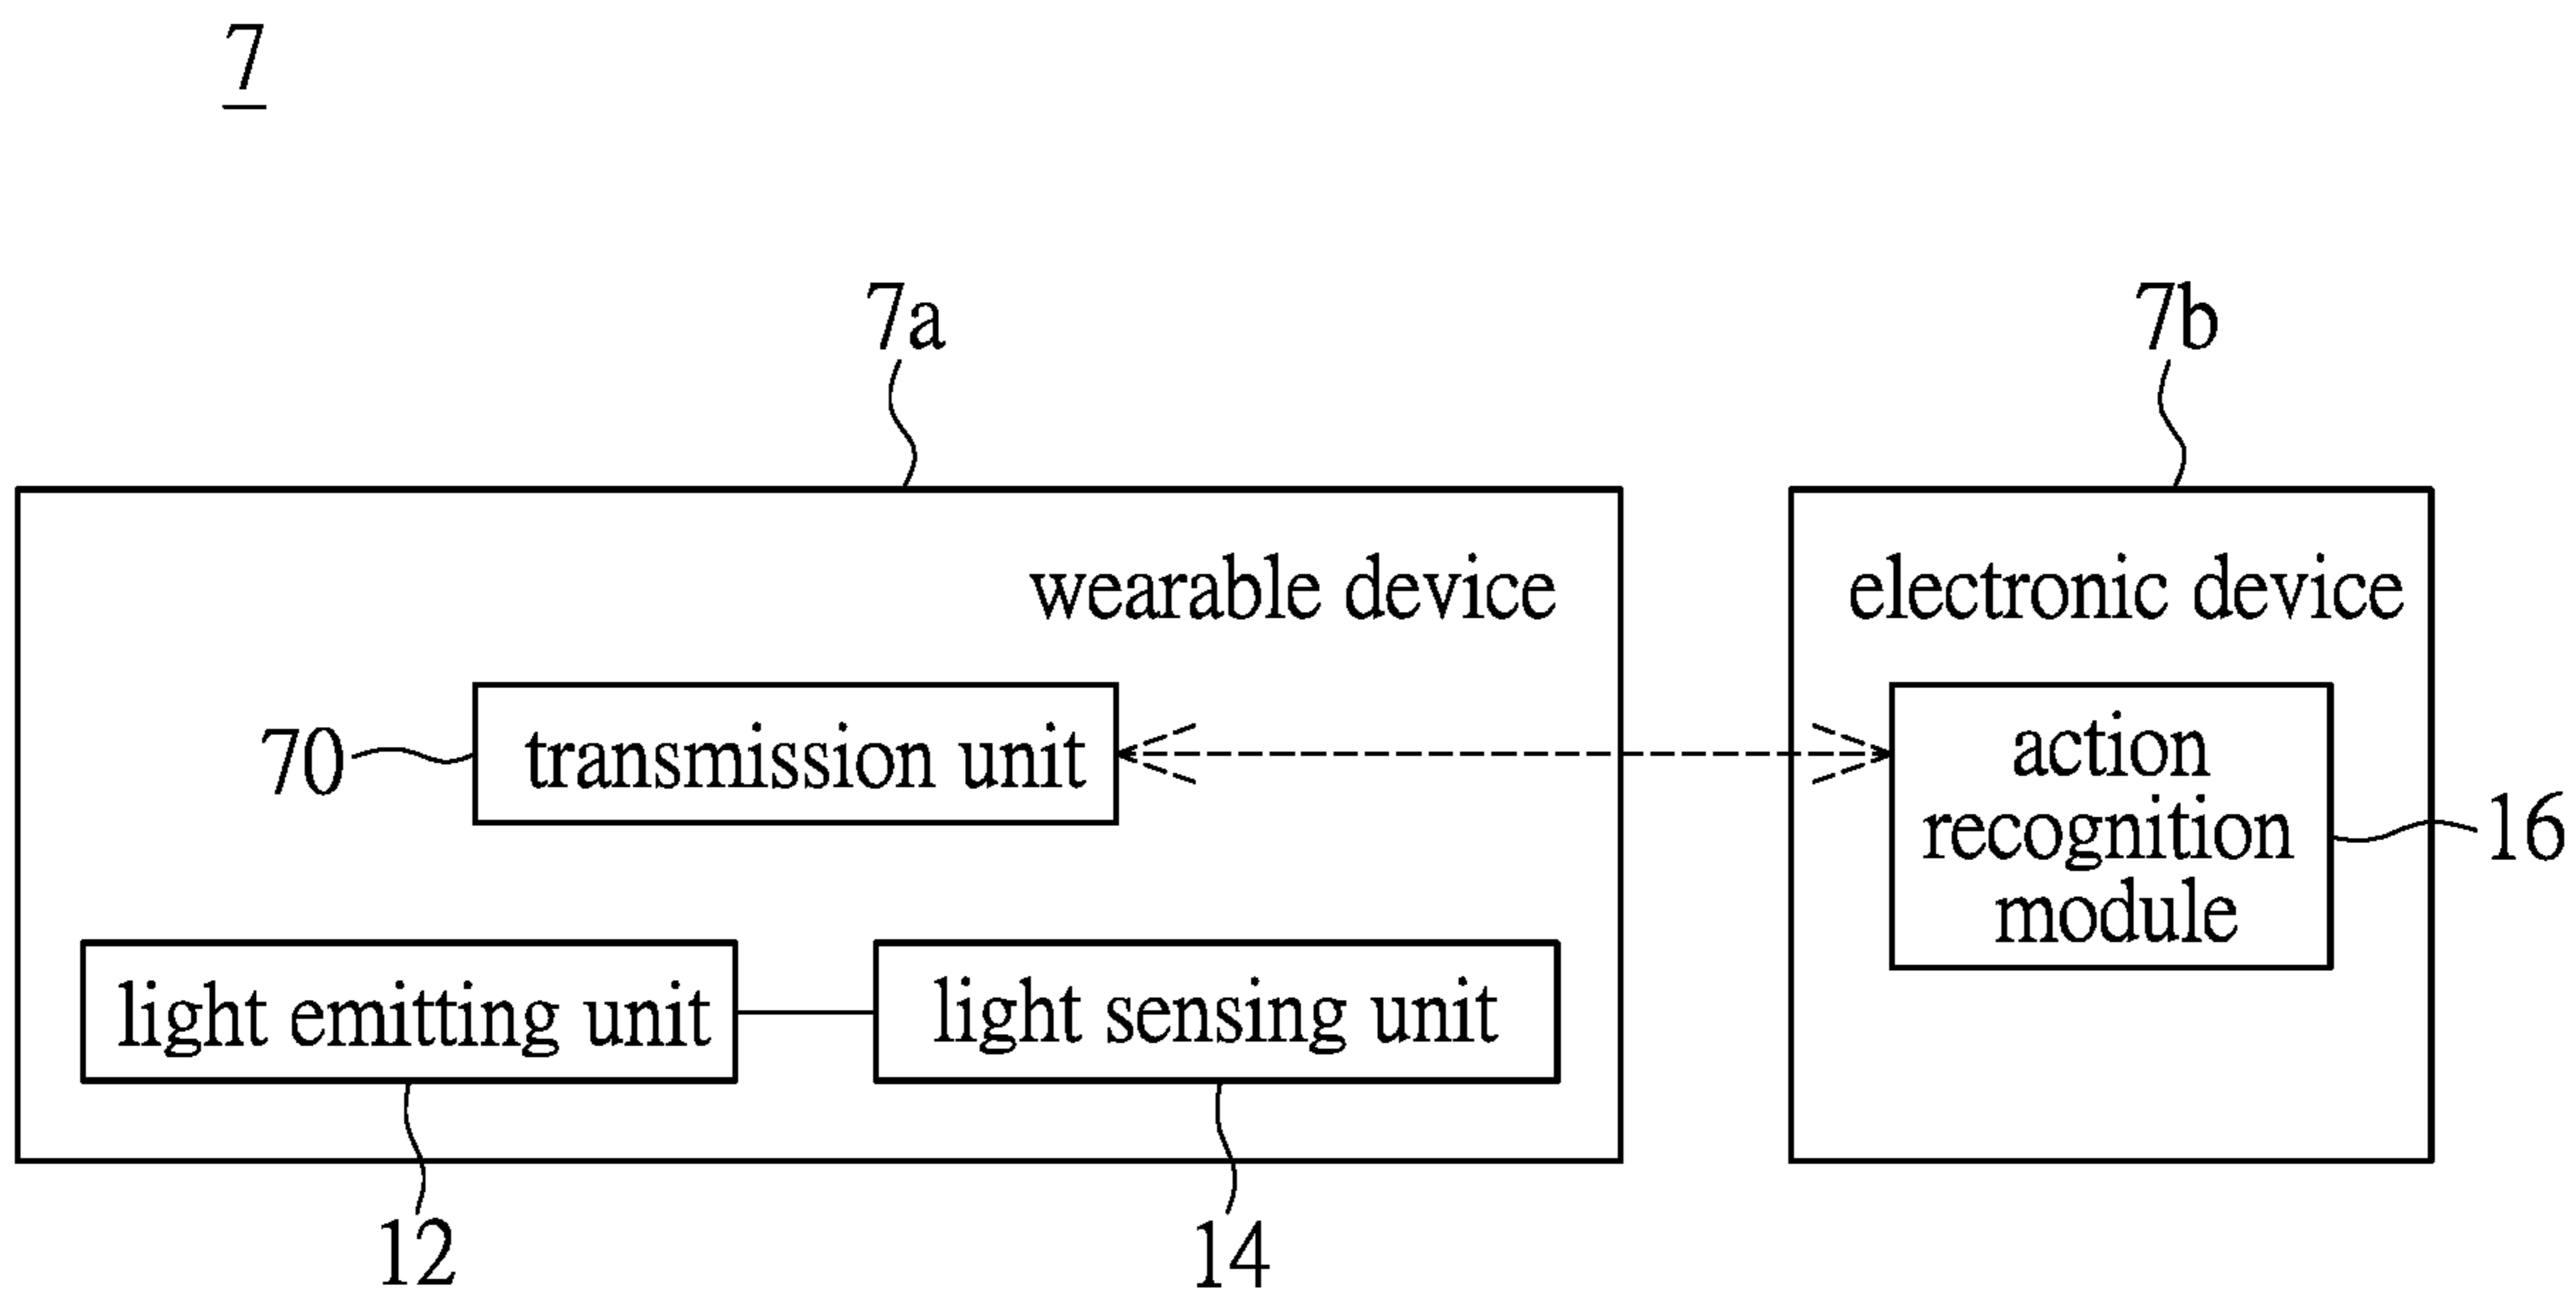 7
7a
7b
wearable device
electronic device
70
transmission unit
action
recognition
module
16
light emitting unit
light sensing unit
12
14